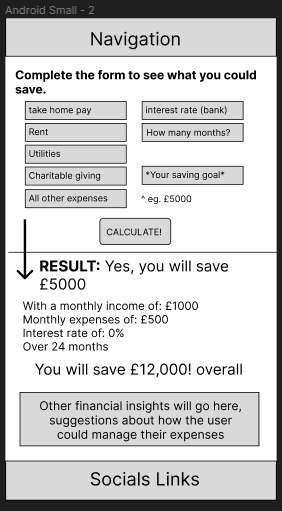 Android Small - 2
Navigation
Complete the form to see what you could
save.
take home pay
interest rate (bank)
Rent
How many months?
Utilities
Charitable giving
*Your saving goal*
All other expenses
^ eg. £5000
CALCULATE!
RESULT: Yes, you will save
£5000
With a monthly income of: £1000
Monthly expenses of: £500
Interest rate of: 0%
Over 24 months
You will save £12,000! overall
Other financial insights will go here,
suggestions about how the user
could manage their expenses
Socials Links